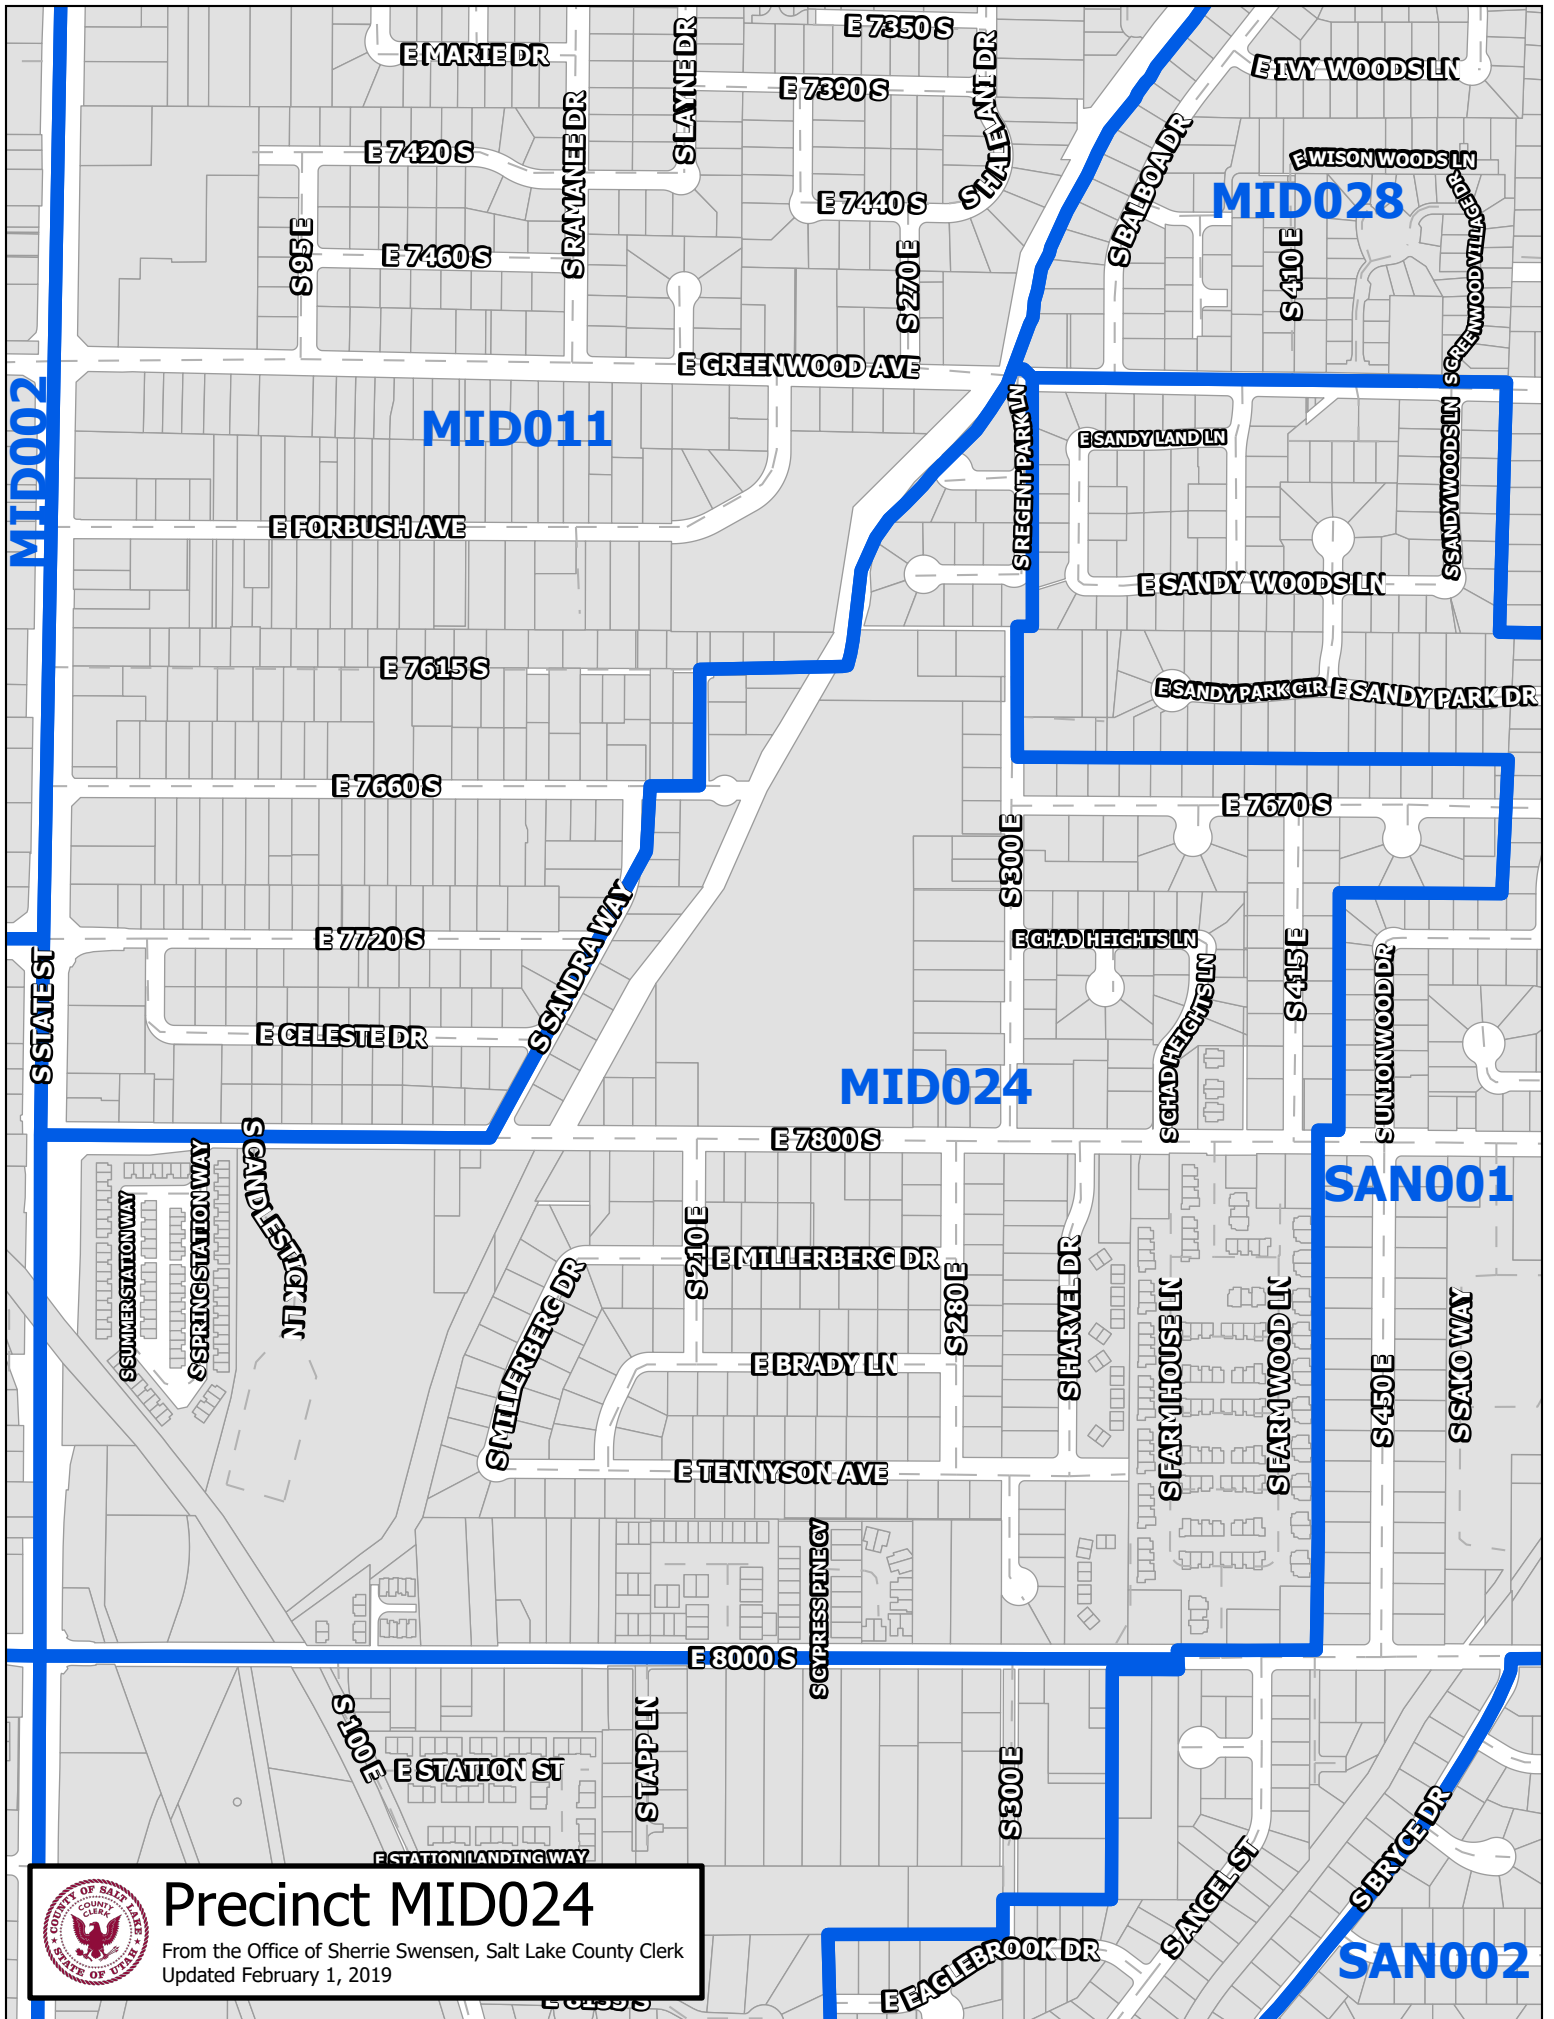 E 7350 S
E MARIE DR
S LAYNE DR
E IVY WOODS LN
E 7390 S
S HALELANI DR
S RAMANEE DR
S BALBOA DR
E 7420 S
E WISON WOODS LN
MID028
E 7440 S
S 95 E
E 7460 S
S 270 E
S 410 E
S GREENWOOD VILLAGE DR
E GREENWOOD AVE
MID002
MID011
S REGENT PARK LN
E SANDY LAND LN
S SANDY WOODS LN
E FORBUSH AVE
E SANDY WOODS LN
E 7615 S
E SANDY PARK CIR
E SANDY PARK DR
E 7660 S
E 7670 S
S 300 E
S SANDRA WAY
E 7720 S
E CHAD HEIGHTS LN
S 415 E
S UNIONWOOD DR
S STATE ST
E CELESTE DR
S CHAD HEIGHTS LN
MID024
E 7800 S
S CANDLESTICK LN
S SPRING STATION WAY
S SUMMER STATION WAY
SAN001
S 210 E
E MILLERBERG DR
S 280 E
S HARVEL DR
S FARM HOUSE LN
S FARM WOOD LN
S SAKO WAY
S 450 E
S MILLERBERG DR
E BRADY LN
E TENNYSON AVE
S CYPRESS PINE CV
E 8000 S
S 100 E
E STATION ST
S TAPP LN
S 300 E
S BRYCE DR
S ANGEL ST
E STATION LANDING WAY
COUNTY OF SALT LAKE
COUNTY
CLERK
STATE OF UTAH
Precinct MID024
From the Office of Sherrie Swensen, Salt Lake County Clerk
Updated February 1, 2019
E EAGLEBROOK DR
SAN002